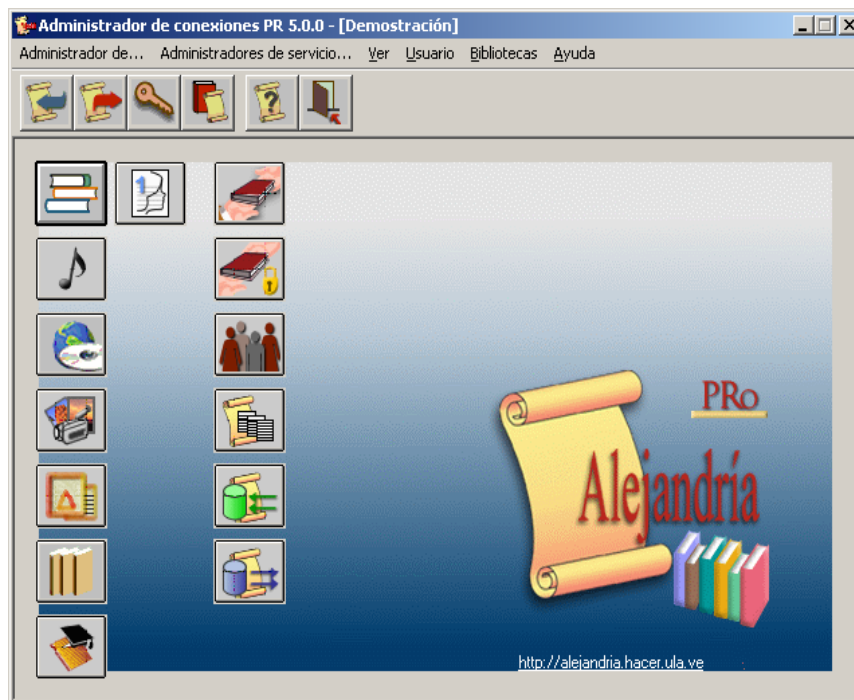 Administrador de conexiones PR 5.0.0 - [Demostración]
Administrador de... Administradores de servicio... Ver Usuario Bibliotecas Ayuda
PRo
Alejandría
http://alejandria.hacer.ula.ve